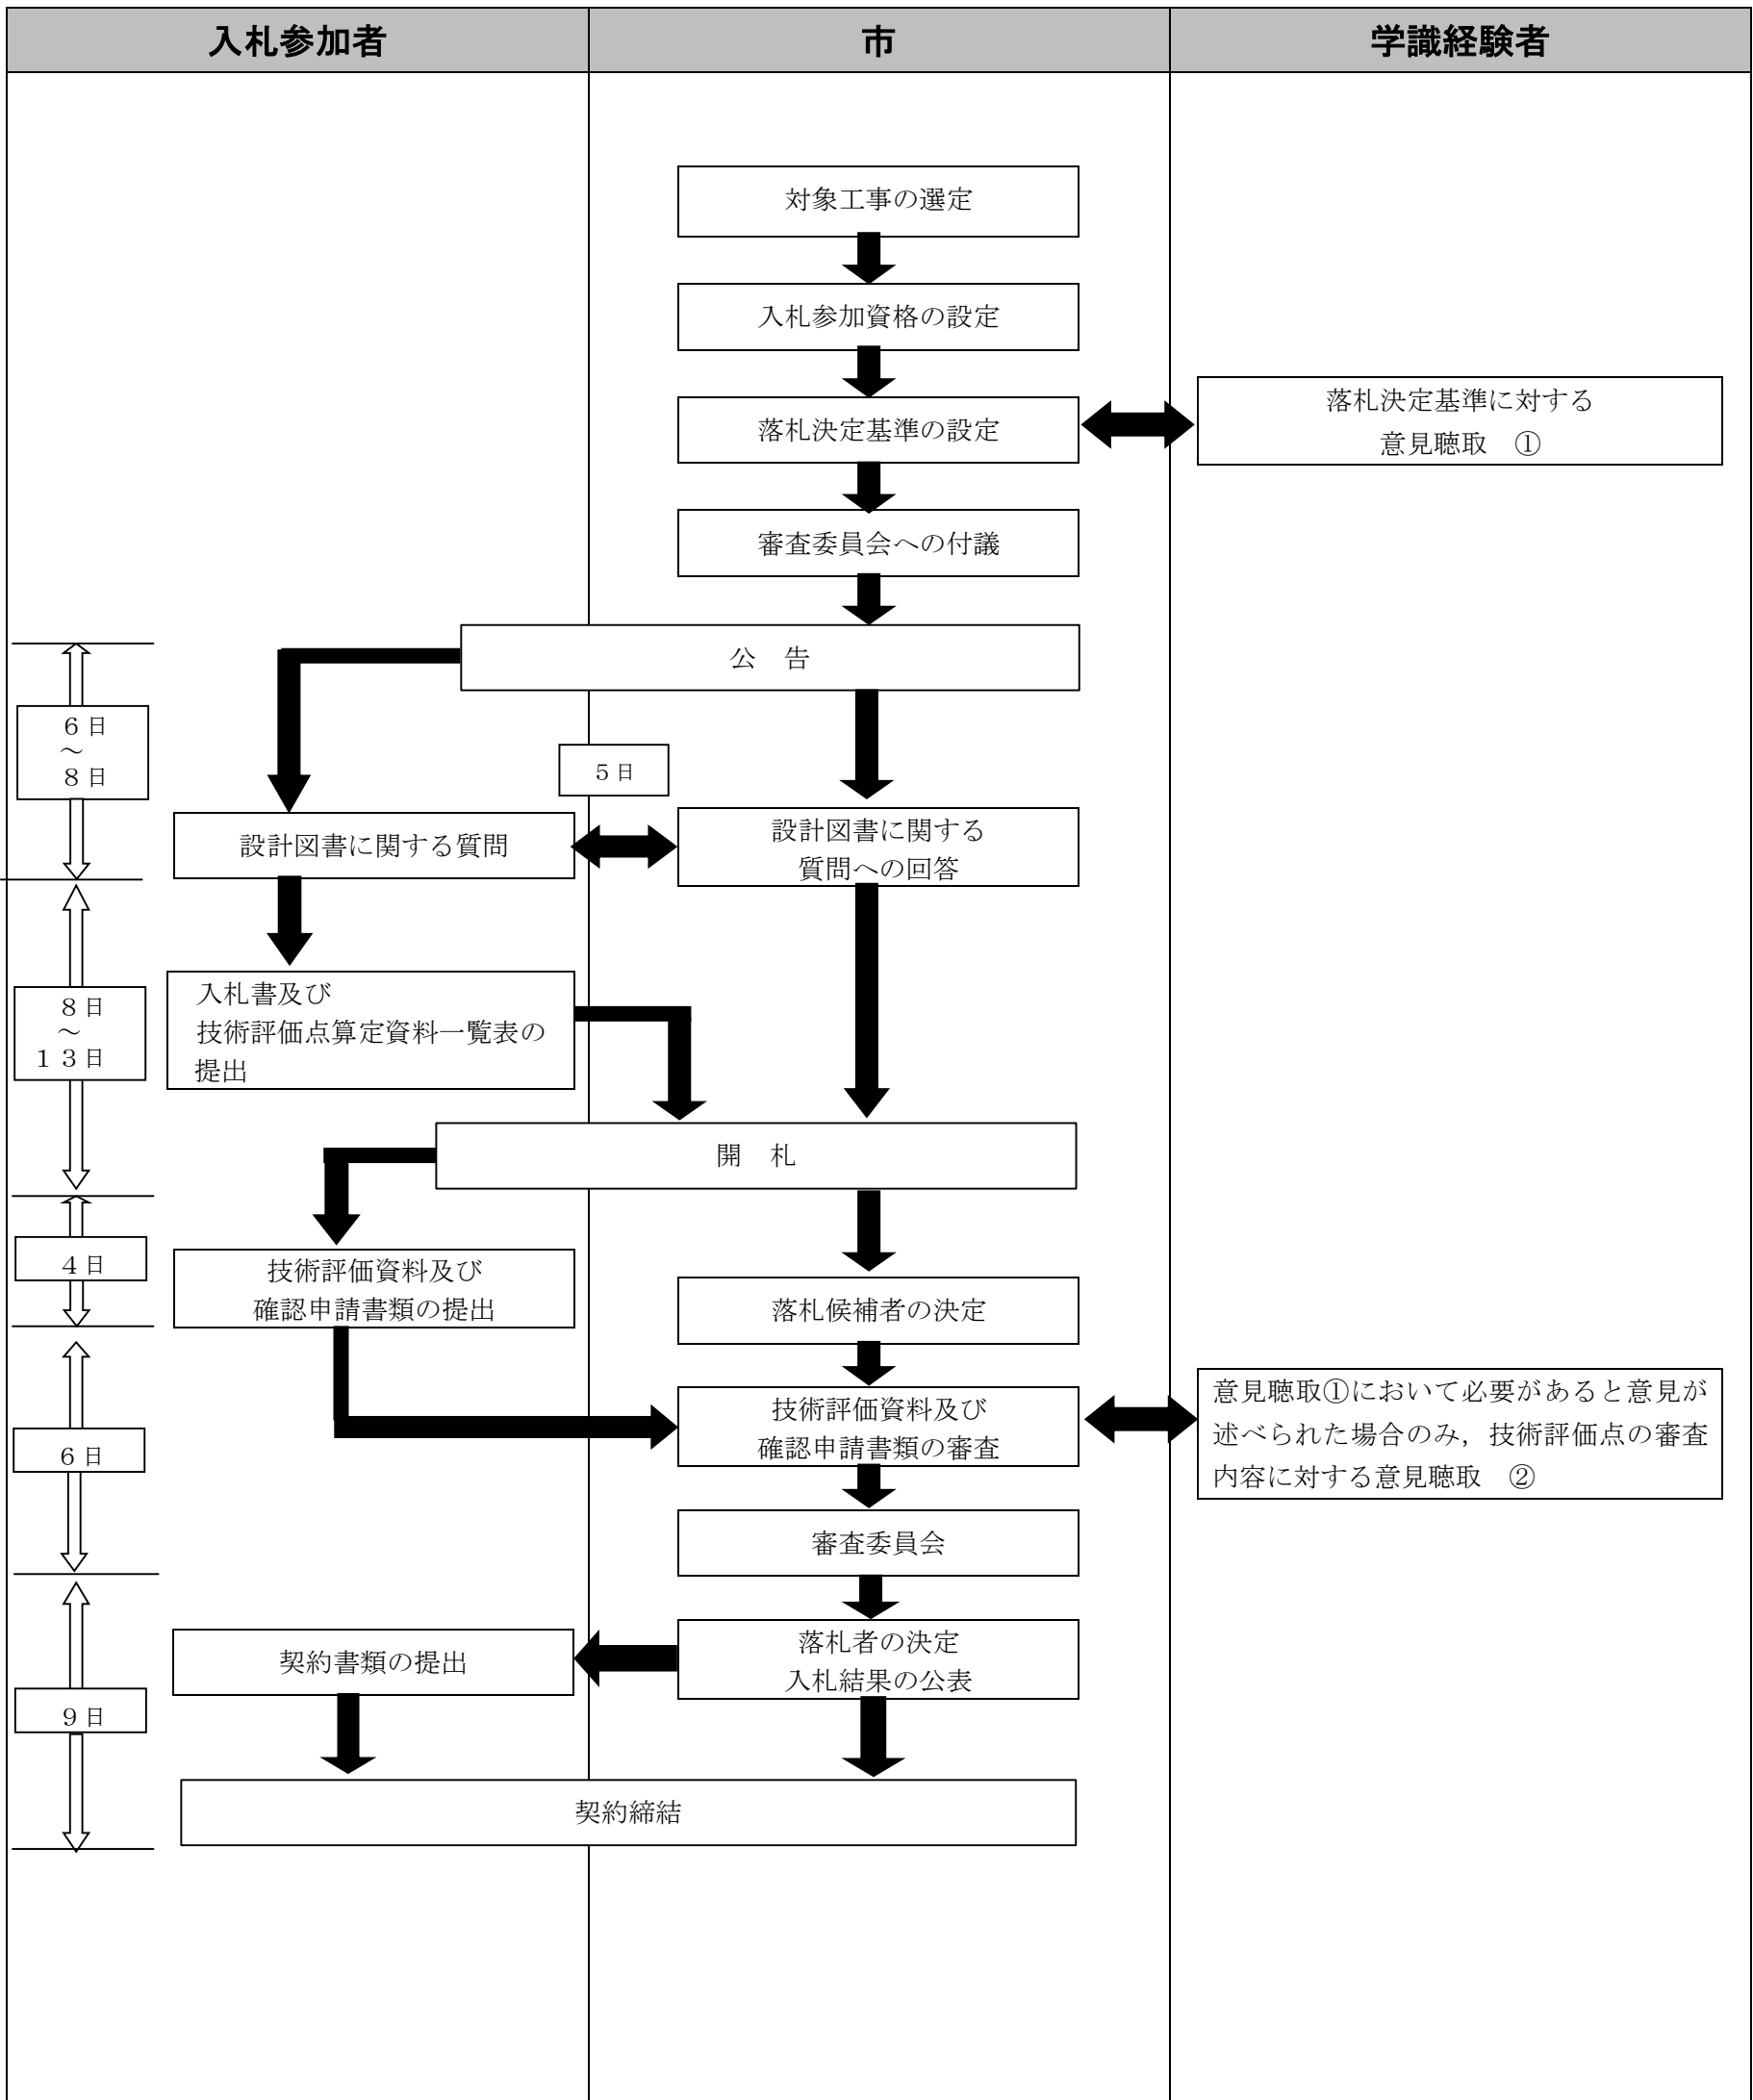 入札参加者
市
学識経験者
対象工事の選定
入札参加資格の設定
落札決定基準の設定
落札決定基準に対する
意見聴取　①
審査委員会への付議
公　告
６日
～
８日
５日
設計図書に関する質問
設計図書に関する
質問への回答
入札書及び
技術評価点算定資料一覧表の
提出
８日
～
１３日
開　札
４日
技術評価資料及び
確認申請書類の提出
落札候補者の決定
技術評価資料及び
確認申請書類の審査
意見聴取①において必要があると意見が
述べられた場合のみ，技術評価点の審査
内容に対する意見聴取　②
６日
審査委員会
落札者の決定
入札結果の公表
契約書類の提出
９日
契約締結